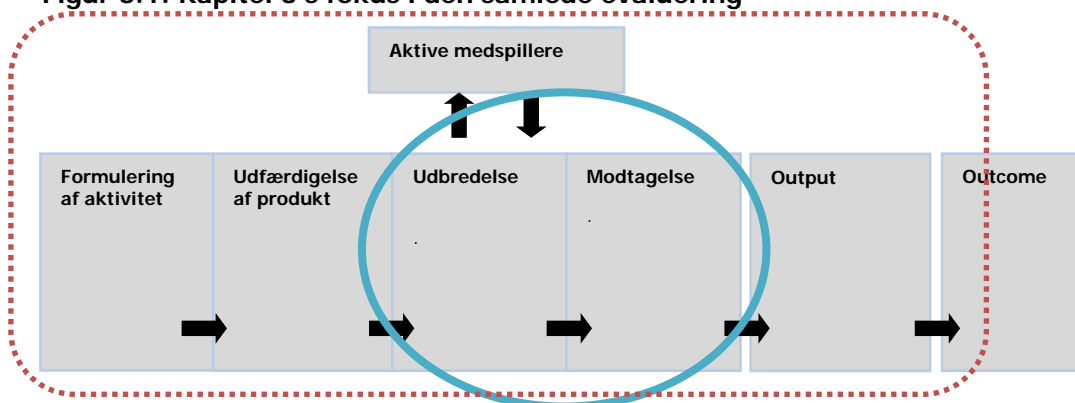 Aktive medspillere
Formulering
af aktivitet
Udfærdigelse
af produkt
Udbredelse
.
Modtagelse
.
Output
Outcome